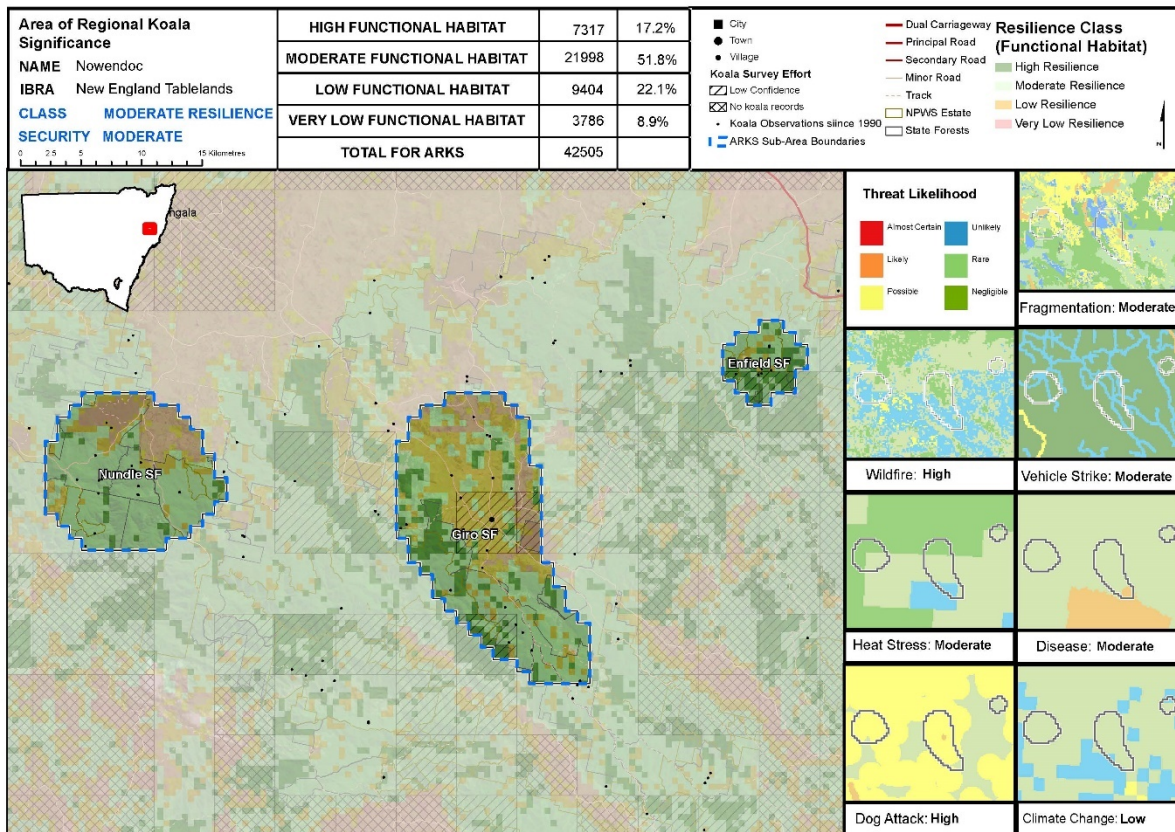 Area of Regional Koala
Significance
NAME Nowendoc
IBRA New England Tablelands
CLASS MODERATE RESILIENCE
SECURITY MODERATE
0 2.5 5 10 15 Kilometres
HIGH FUNCTIONAL HABITAT 7317 17.2%
MODERATE FUNCTIONAL HABITAT 21998 51.8%
LOW FUNCTIONAL HABITAT 9404 22.1%
VERY LOW FUNCTIONAL HABITAT 3786 8.9%
TOTAL FOR ARKS 42505
City
Town
Village
Koala Survey Effort
Low Confidence
No koala records
Koala Observations siince 1990
ARKS Sub-Area Boundaries
Dual Carriageway
Principal Road
Secondary Road
Minor Road
Track
NPWS Estate
State Forests
Resilience Class
(Functional Habitat)
High Resilience
Moderate Resilience
Low Resilience
Very Low Resilience
N
ngala
Enfield SF
Nundle SF
Giro SF
Threat Likelihood
Almost Certain
Unlikely
Likely
Rare
Possible
Negligible
Fragmentation: Moderate
Wildfire: High
Vehicle Strike: Moderate
Heat Stress: Moderate
Disease: Moderate
Dog Attack: High
Climate Change: Low